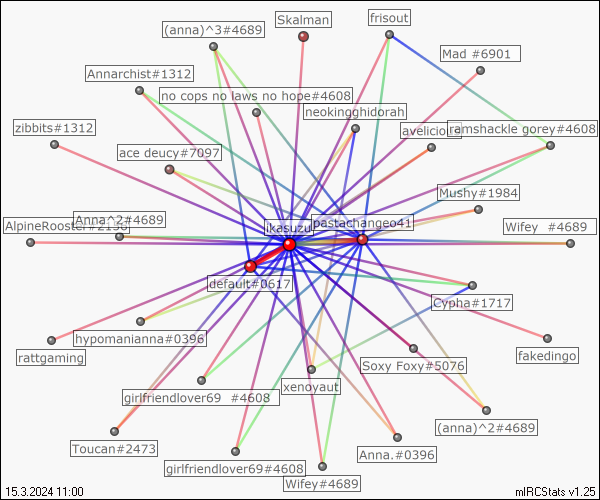 Skalman
frisout
(anna)^3#4689
Mad #6901
Annarchist#1312
no cops no laws no hope#4608
neokingghidorah
zibbits#1312
ramshackle gorey#4608
ace deucy#7097
Mushy#1984
Anna^2#4689
ikasuzu
pastachangeo41
Wifey #4689
default#0617
Cypha#1717
hypomanianna#0396
rattgaming
fakedingo
Soxy Foxy#5076
xenoyaut
girlfriendlover69 #4608
(anna)^2#4689
Toucan#2473
Anna.#0396
girlfriendlover69#4608
Wifey#4689
15.3.2024 11:00
mIRCStats v1.25